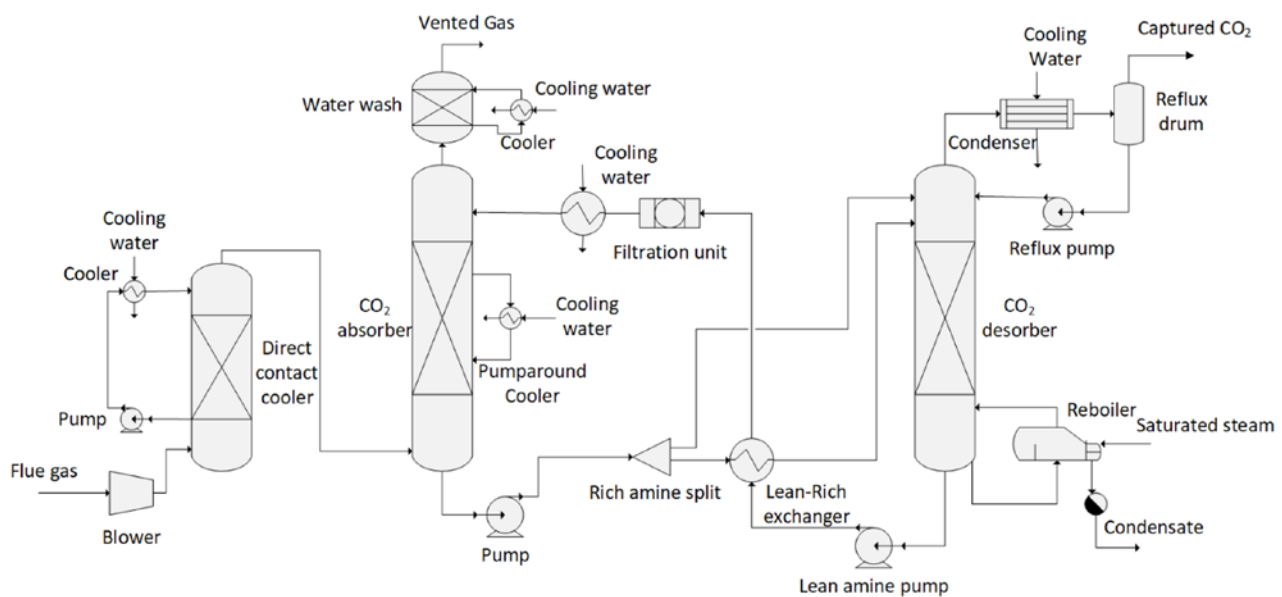 Vented Gas
Water wash
Cooling water
Cooler
Cooling
water
Cooling
Water
Captured CO₂
Reflux
drum
Condenser
Reflux pump
Filtration unit
Cooling
water
Cooler
Direct
contact
cooler
Pump
Flue gas
Blower
CO₂
absorber
Cooling
water
Pumparound
Cooler
CO₂
desorber
Reboiler
Saturated steam
Condensate
Rich amine split
Lean-Rich
exchanger
Pump
Lean amine pump